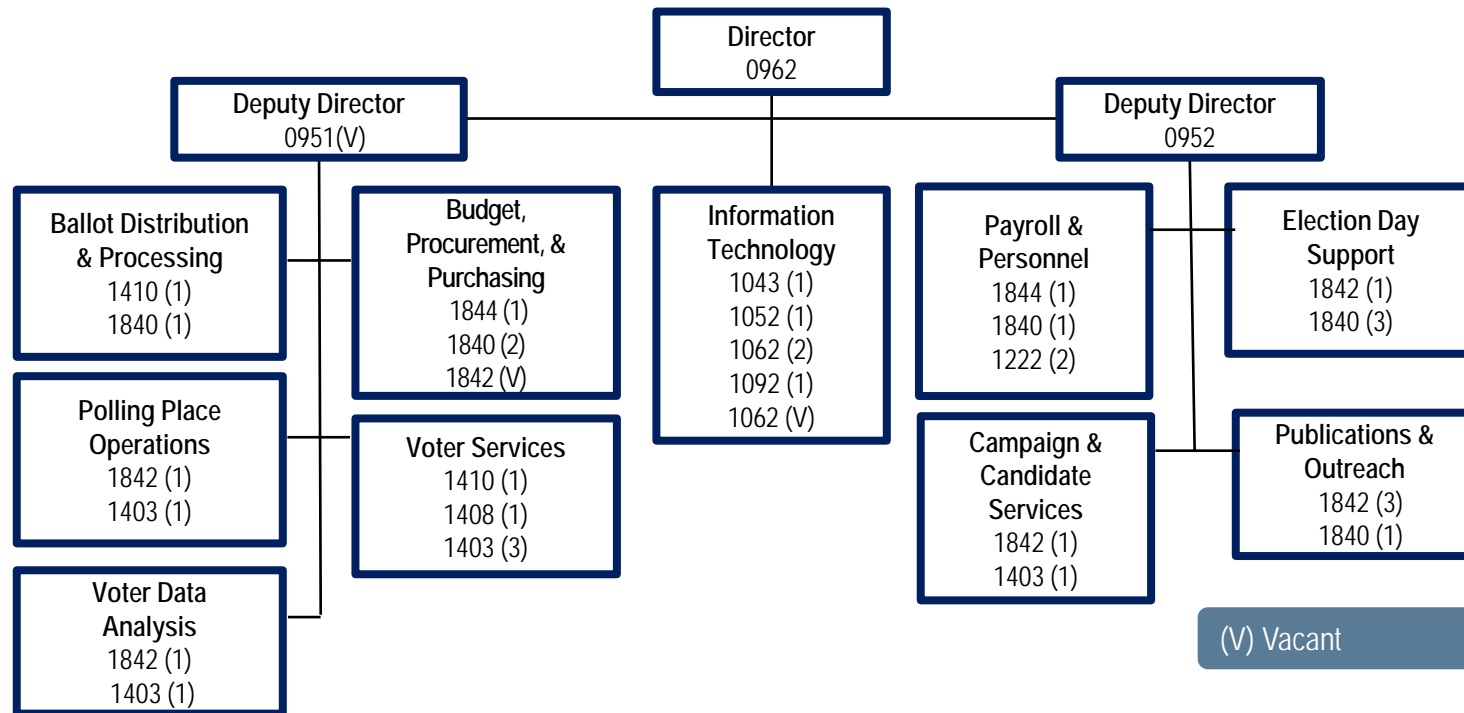 Director
0962
Deputy Director
0951(V)
Deputy Director
0952
Ballot Distribution
& Processing
1410 (1)
1840 (1)
Budget,
Procurement, &
Purchasing
1844 (1)
1840 (2)
1842 (V)
Information
Technology
1043 (1)
1052 (1)
1062 (2)
1092 (1)
1062 (V)
Payroll &
Personnel
1844 (1)
1840 (1)
1222 (2)
Election Day
Support
1842 (1)
1840 (3)
Polling Place
Operations
1842 (1)
1403 (1)
Voter Services
1410 (1)
1408 (1)
1403 (3)
Campaign &
Candidate
Services
1842 (1)
1403 (1)
Publications &
Outreach
1842 (3)
1840 (1)
Voter Data
Analysis
1842 (1)
1403 (1)
(V) Vacant